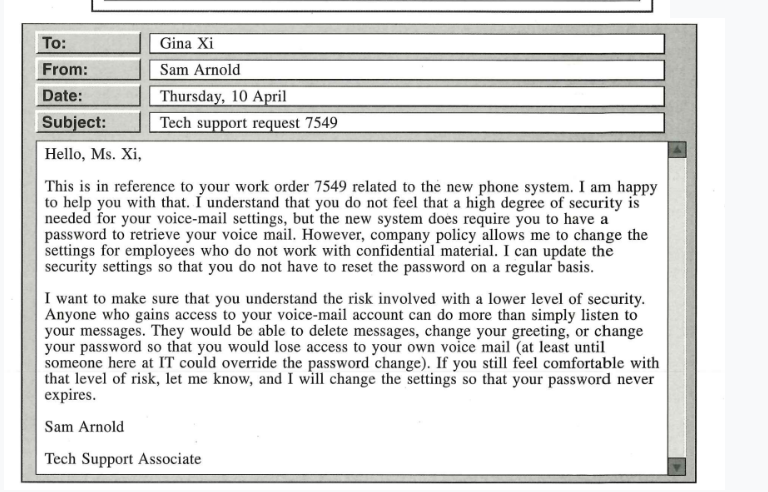 To: Gina Xi
From: Sam Arnold
Date: Thursday, 10 April
Subject: Tech support request 7549
Hello, Ms. Xi,
This is in reference to your work order 7549 related to the new phone system. I am happy
to help you with that. I understand that you do not feel that a high degree of security is
needed for your voice-mail settings, but the new system does require you to have a
password to retrieve your voice mail. However, company policy allows me to change the
settings for employees who do not work with confidential material. I can update the
security settings so that you do not have to reset the password on a regular basis.
I want to make sure that you understand the risk involved with a lower level of security.
Anyone who gains access to your voice-mail account can do more than simply listen to
your messages. They would be able to delete messages, change your greeting, or change
your password so that you would lose access to your own voice mail (at least until
someone here at IT could override the password change). If you still feel comfortable with
that level of risk, let me know, and I will change the settings so that your password never
expires.
Sam Arnold
Tech Support Associate